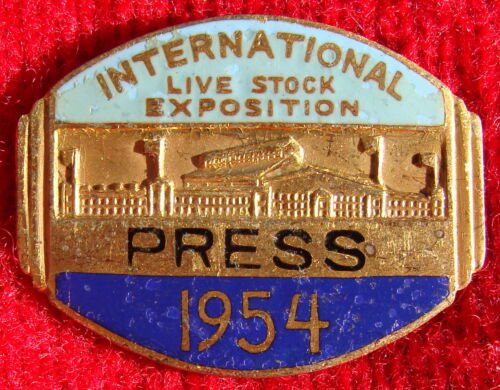 INTERNATIONAL
LIVE STOCK
EXPOSITION
PRESS
1954